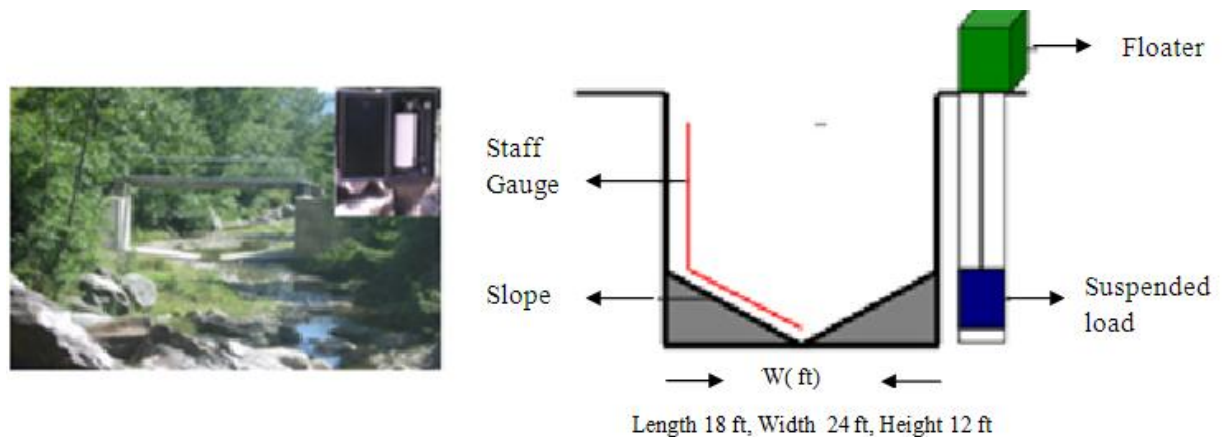 Floater
Staff
Gauge
Slope
Suspended
load
W( ft)
Length 18 ft, Width 24 ft, Height 12 ft